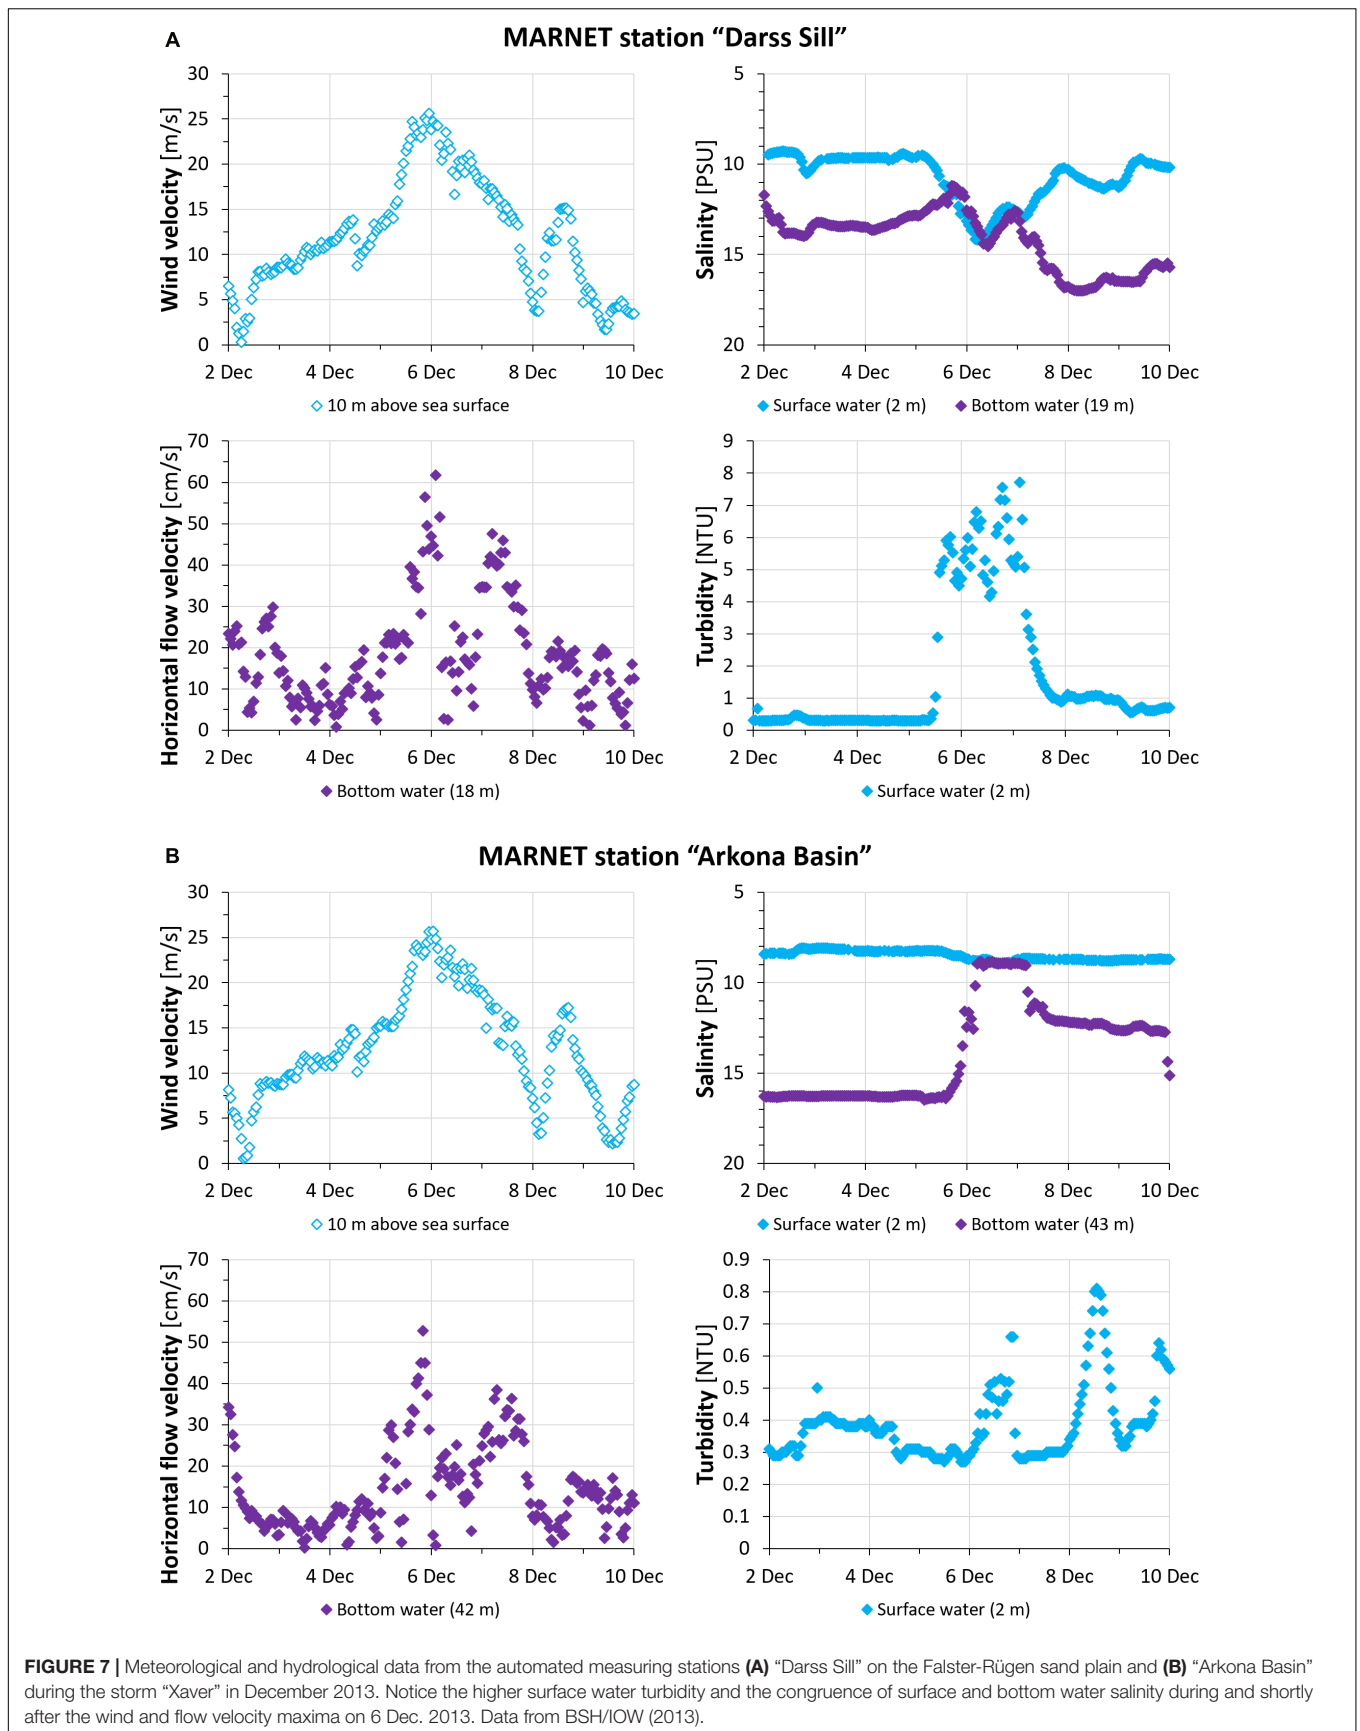 A
MARNET station “Darss Sill”
Wind velocity [m/s]
30
25
20
15
10
5
0
2 Dec 4 Dec 6 Dec 8 Dec 10 Dec
10 m above sea surface
Salinity [PSU]
5
10
15
20
2 Dec 4 Dec 6 Dec 8 Dec 10 Dec
Surface water (2 m) Bottom water (19 m)
Horizontal flow velocity [cm/s]
70
60
50
40
30
20
10
0
2 Dec 4 Dec 6 Dec 8 Dec 10 Dec
Bottom water (18 m)
Turbidity [NTU]
9
8
7
6
5
4
3
2
1
0
2 Dec 4 Dec 6 Dec 8 Dec 10 Dec
Surface water (2 m)
B
MARNET station “Arkona Basin”
Wind velocity [m/s]
30
25
20
15
10
5
0
2 Dec 4 Dec 6 Dec 8 Dec 10 Dec
10 m above sea surface
Salinity [PSU]
5
10
15
20
2 Dec 4 Dec 6 Dec 8 Dec 10 Dec
Surface water (2 m) Bottom water (43 m)
Horizontal flow velocity [cm/s]
70
60
50
40
30
20
10
0
2 Dec 4 Dec 6 Dec 8 Dec 10 Dec
Bottom water (42 m)
Turbidity [NTU]
0.9
0.8
0.7
0.6
0.5
0.4
0.3
0.2
0.1
0
2 Dec 4 Dec 6 Dec 8 Dec 10 Dec
Surface water (2 m)
FIGURE 7 | Meteorological and hydrological data from the automated measuring stations (A) “Darss Sill” on the Falster-Rügen sand plain and (B) “Arkona Basin”
during the storm “Xaver” in December 2013. Notice the higher surface water turbidity and the congruence of surface and bottom water salinity during and shortly
after the wind and flow velocity maxima on 6 Dec. 2013. Data from BSH/IOW (2013).